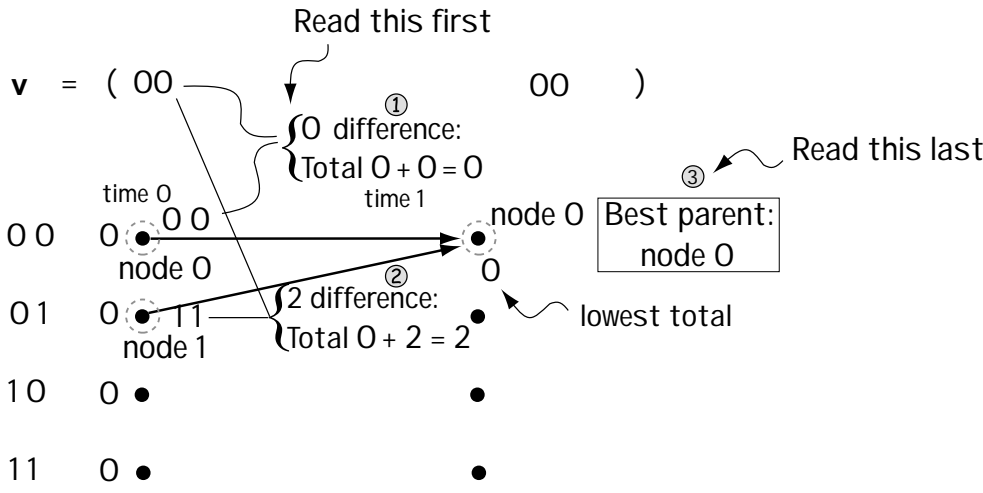 Read this first
v = ( 00 00 )
1
0 difference:
Total 0 + 0 = 0
Read this last
3
time 0
time 1
00 0 00
node 0
node 0
Best parent:
node 0
0
2
2 difference:
Total 0 + 2 = 2
lowest total
01 0 11
node 1
10 0
11 0